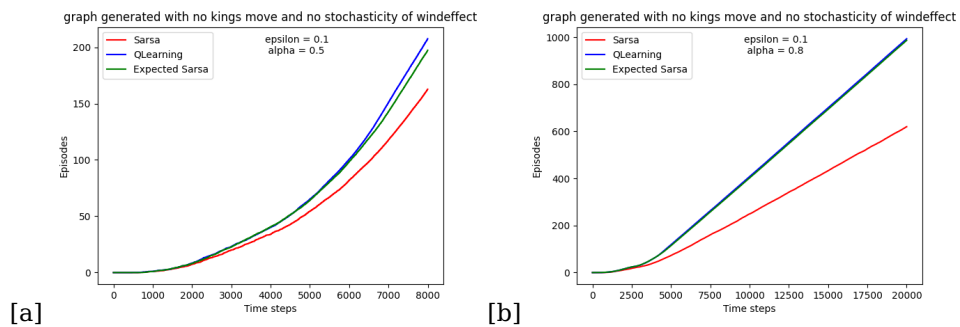 graph generated with no kings move and no stochasticity of windeffect
Sarsa
QLearning
Expected Sarsa
epsilon = 0.1
alpha = 0.5
200
150
100
50
0
Episodes
0 1000 2000 3000 4000 5000 6000 7000 8000
Time steps
[a]
graph generated with no kings move and no stochasticity of windeffect
Sarsa
QLearning
Expected Sarsa
epsilon = 0.1
alpha = 0.8
1000
800
600
400
200
0
Episodes
0 2500 5000 7500 10000 12500 15000 17500 20000
Time steps
[b]